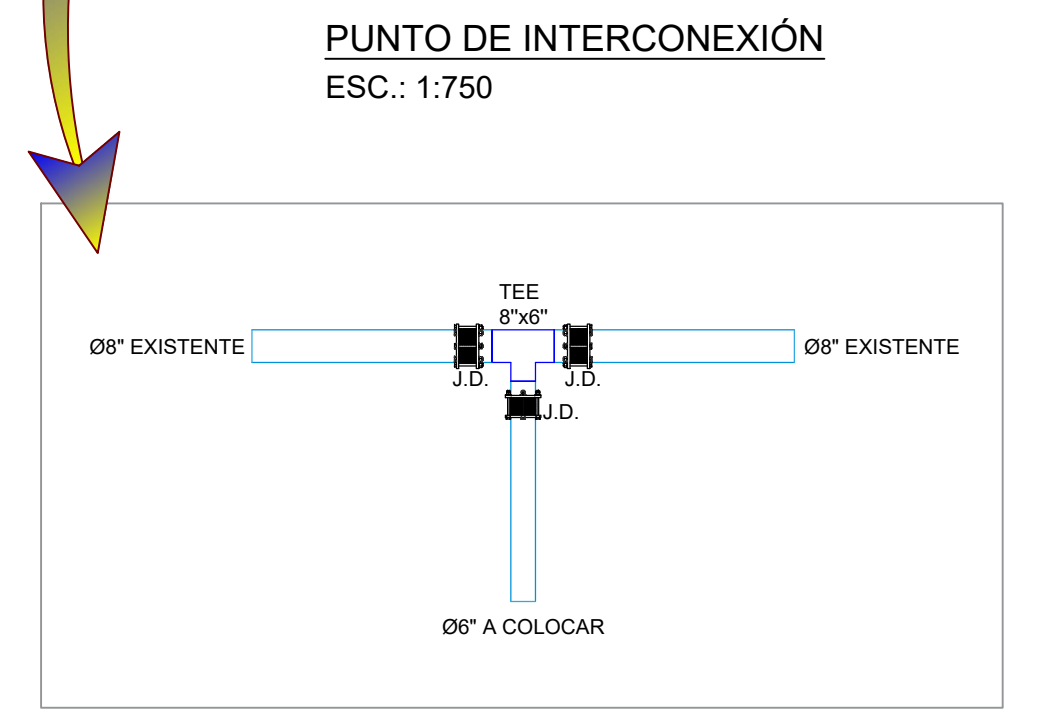 PUNTO DE INTERCONEXIÓN
ESC.: 1:750
TEE
8"x6"
Ø8" EXISTENTE
Ø8" EXISTENTE
J.D.
J.D.
J.D.
Ø6" A COLOCAR